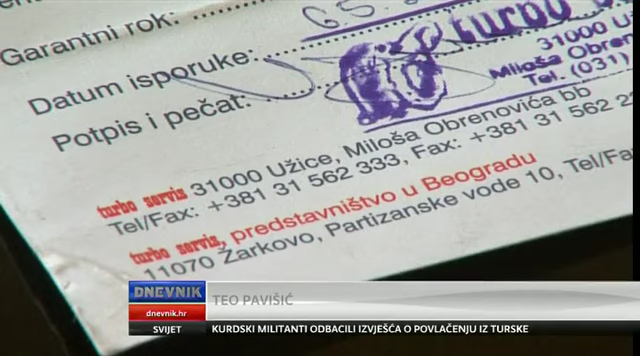 Garantni rok:
Datum isporuke:
Potpis i pečat:
turbo
31000 U
Miloša Obren
Tel. (031)
turbo servis 31000 Užice, Miloša Obrenovića bb
Tel/Fax: +381 31 562 333, Fax: +381 31 562 2
turbo servis, predstavništvo u Beogradu
11070 Žarkovo, Partizanske vode 10, Tel/Fax
DNEVNIK
dnevnik.hr
TEO PAVIŠIĆ
SVIJET KURDSKI MILITANTI ODBACILI IZVJEŠĆA O POVLAČENJU IZ TURSKE